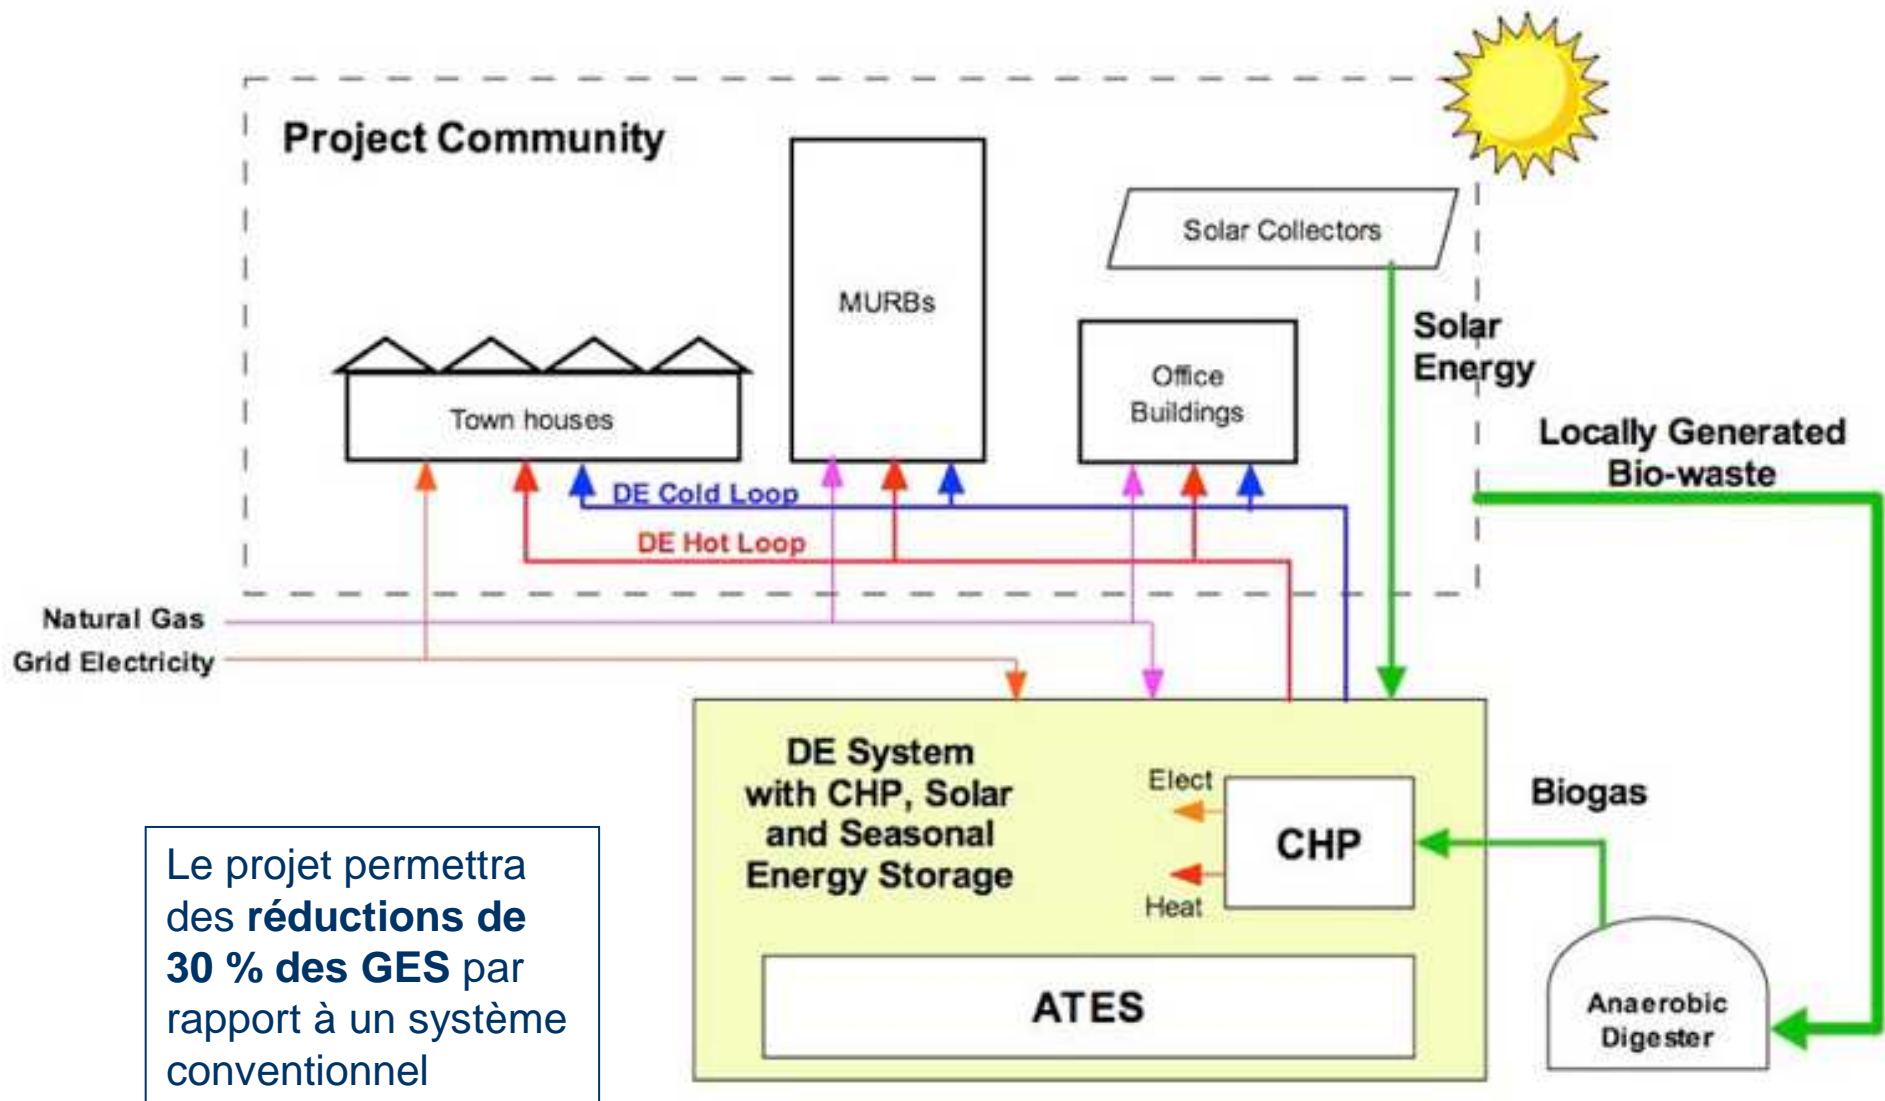 Project Community
Solar Collectors
MURBs
Solar
Energy
Office
Buildings
Town houses
Locally Generated
Bio-waste
DE Cold Loop
DE Hot Loop
Natural Gas
Grid Electricity
DE System
with CHP, Solar
and Seasonal
Energy Storage
Elect
CHP
Heat
Biogas
ATES
Anaerobic
Digester
Le projet permettra
des réductions de
30 % des GES par
rapport à un système
conventionnel